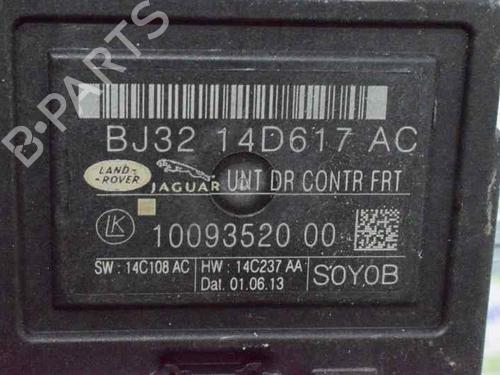 B-PARTS
BJ32 14D617 AC
LAND-
-ROVER
JAGUAR UNT DR CONTR FRT
LK 10093520 00
SW : 14C108 AC HW : 14C237 AA
Dat. 01.06.13
SOYOB